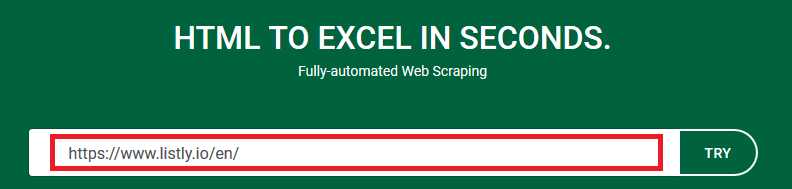 HTML TO EXCEL IN SECONDS.
Fully-automated Web Scraping
https://www.listly.io/en/
TRY